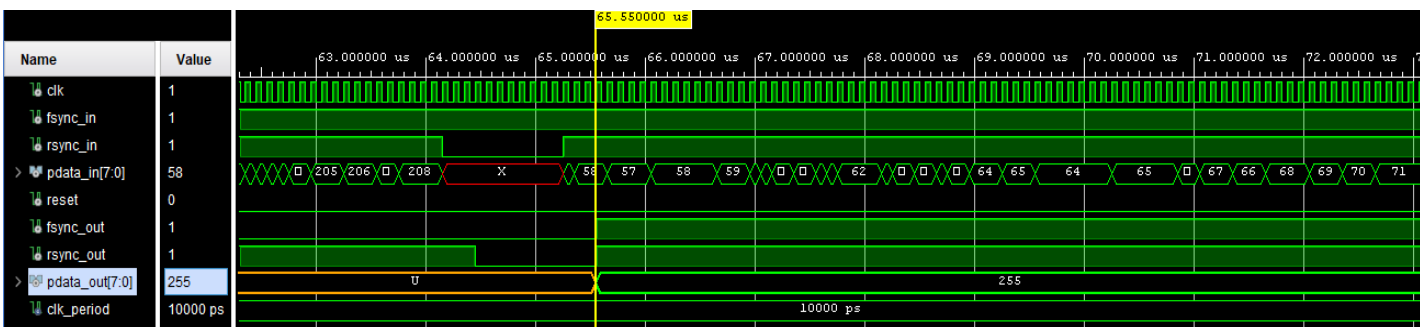 65.550000 us
Name Value
63.000000 us 64.000000 us 65.000000 us 66.000000 us 67.000000 us 68.000000 us 69.000000 us 70.000000 us 71.000000 us 72.000000 us
clk 1
fsync_in 1
rsync_in 1
pdata_in[7:0] 58 205 206 208 X 58 57 58 59 62 64 65 64 65 67 66 68 69 70 71
reset 0
fsync_out 1
rsync_out 1
pdata_out[7:0] 255 U 255
clk_period 10000 ps 10000 ps